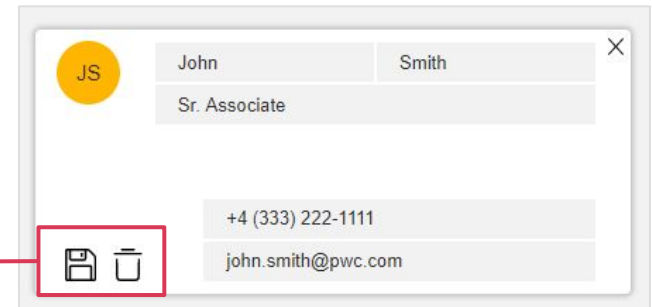 JS
John Smith
Sr. Associate
+4 (333) 222-1111
john.smith@pwc.com